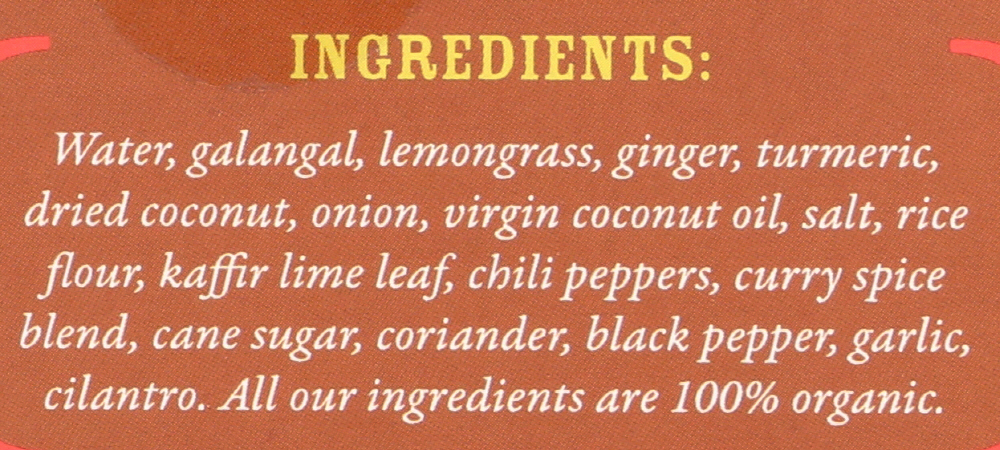 INGREDIENTS:
Water, galangal, lemongrass, ginger, turmeric,
dried coconut, onion, virgin coconut oil, salt, rice
flour, kaffir lime leaf, chili peppers, curry spice
blend, cane sugar, coriander, black pepper, garlic,
cilantro. All our ingredients are 100% organic.